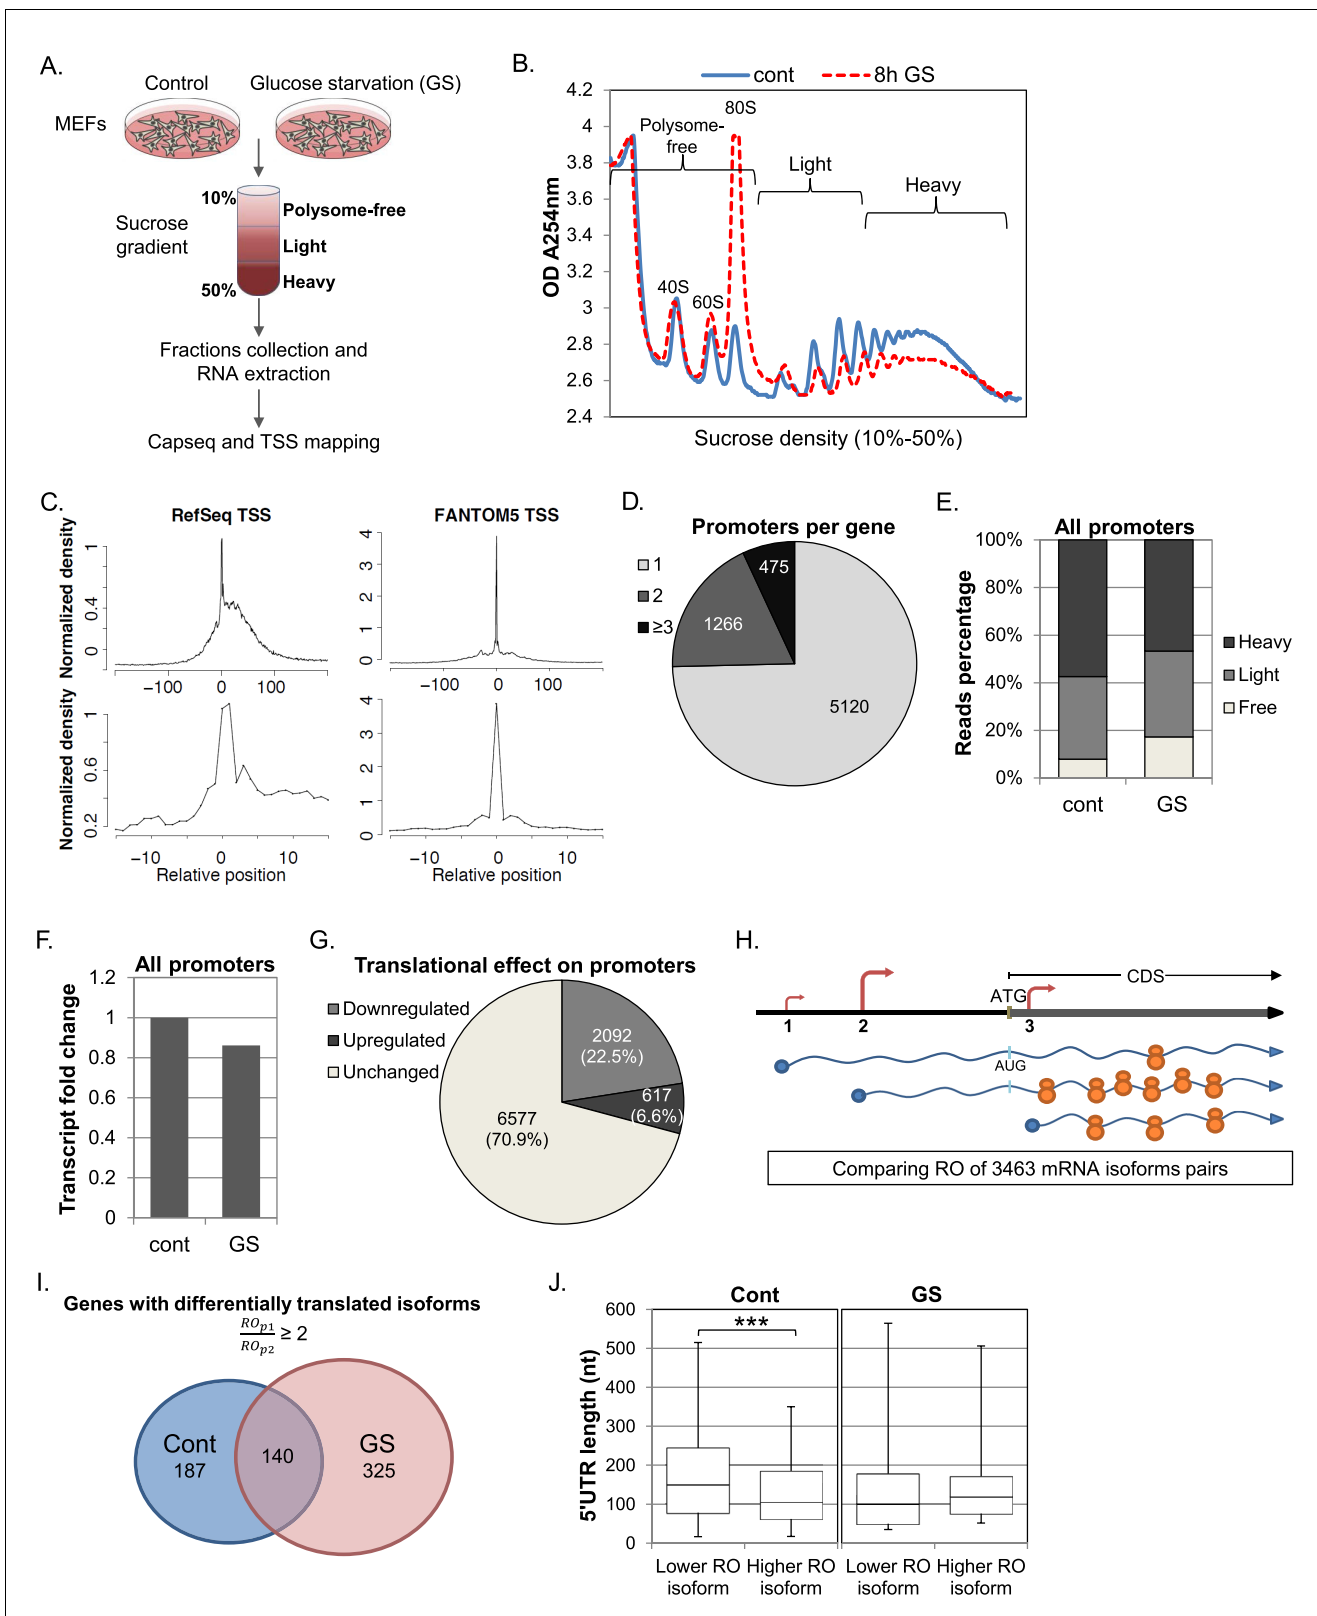 A.
Control
Glucose starvation (GS)
MEFs
10%
Sucrose
gradient
50%
Polysome-free
Light
Heavy
Fractions collection and
RNA extraction
Capseq and TSS mapping
B.
cont
8h GS
OD A254nm
4.2
4
3.8
3.6
3.4
3.2
3
2.8
2.6
2.4
Polysome-
free
80S
Light
Heavy
40S
60S
Sucrose density (10%-50%)
C.
RefSeq TSS
Normalized density
1
0.4
0
−100
0
100
FANTOM5 TSS
4
3
2
1
0
−100
0
100
Normalized density
1
0.6
0.2
−10
0
10
Relative position
4
3
2
1
0
−10
0
10
Relative position
D.
Promoters per gene
1
2
≥3
475
1266
5120
E.
All promoters
Reads percentage
100%
80%
60%
40%
20%
0%
cont
GS
Heavy
Light
Free
F.
All promoters
Transcript fold change
1.2
1
0.8
0.6
0.4
0.2
0
cont
GS
G.
Translational effect on promoters
Downregulated
Upregulated
Unchanged
2092
(22.5%)
617
(6.6%)
6577
(70.9%)
H.
CDS
ATG
1
2
3
AUG
Comparing RO of 3463 mRNA isoforms pairs
I.
Genes with differentially translated isoforms
RO_p1
RO_p2
≥ 2
Cont
187
140
GS
325
J.
Cont
GS
5'UTR length (nt)
600
500
400
300
200
100
0
***
Lower RO
isoform
Higher RO
isoform
Lower RO
isoform
Higher RO
isoform